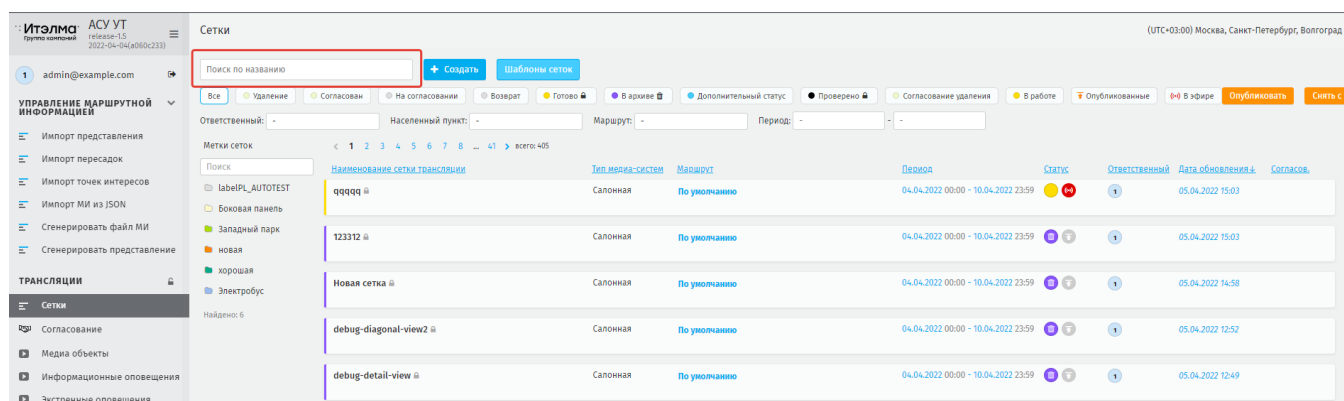 Итэлма
Группа компаний
АСУ УТ
release-1.5
2022-04-04(a060c233)
Сетки
(UTC+03:00) Москва, Санкт-Петербург, Волгоград
1 admin@example.com
Поиск по названию
+ Создать
Шаблоны сеток
Все Удаление Согласован На согласовании Возврат Готово В архиве Дополнительный статус Проверено Согласование удаления В работе Опубликованные В эфире Опубликовать Снять с
Ответственный: - Населенный пункт: - Маршрут: - Период: - - -
УПРАВЛЕНИЕ МАРШРУТНОЙ
ИНФОРМАЦИЕЙ
Импорт представления
Импорт пересадок
Импорт точек интересов
Импорт МИ из JSON
Сгенерировать файл МИ
Сгенерировать представление
ТРАНСЛЯЦИИ
Сетки
Согласование
Медиа объекты
Информационные оповещения
Экстренные оповещения
Метки сеток
Поиск
labelPL_AUTOTEST
Боковая панель
Западный парк
новая
хорошая
Электробус
Найдено: 6
< 1 2 3 4 5 6 7 8 … 41 > всего: 405
Наименование сетки трансляции Тип медиа-систем Маршрут Период Статус Ответственный Дата обновления↓ Согласов.
qqqqq Салонная По умолчанию 04.04.2022 00:00 - 10.04.2022 23:59 1 05.04.2022 15:03
123312 Салонная По умолчанию 04.04.2022 00:00 - 10.04.2022 23:59 1 05.04.2022 15:03
Новая сетка Салонная По умолчанию 04.04.2022 00:00 - 10.04.2022 23:59 1 05.04.2022 14:58
debug-diagonal-view2 Салонная По умолчанию 04.04.2022 00:00 - 10.04.2022 23:59 1 05.04.2022 12:52
debug-detail-view Салонная По умолчанию 04.04.2022 00:00 - 10.04.2022 23:59 1 05.04.2022 12:49